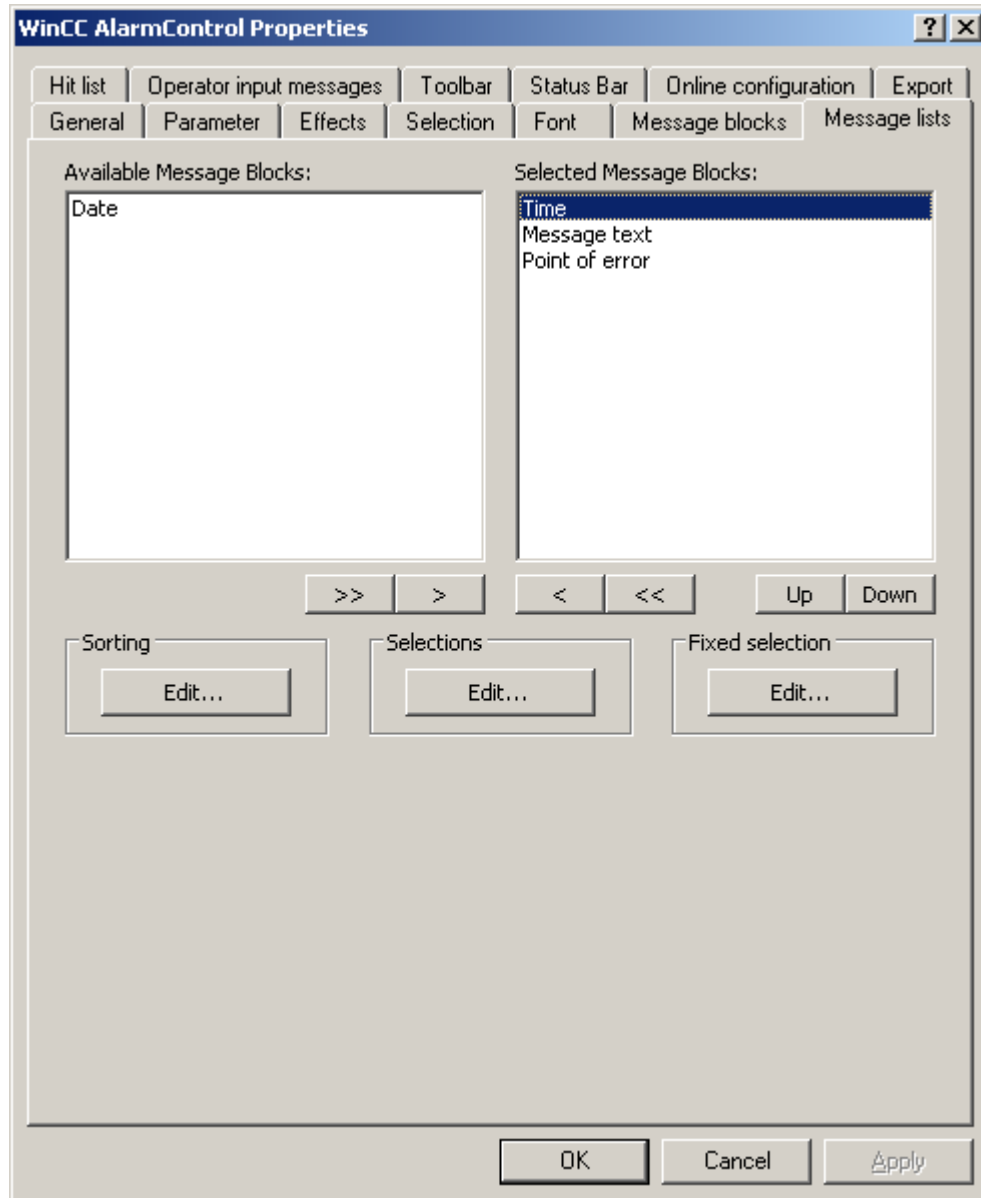 WinCC AlarmControl Properties
Hit list Operator input messages Toolbar Status Bar Online configuration Export
General Parameter Effects Selection Font Message blocks Message lists
Available Message Blocks: Selected Message Blocks:
Date Time
Message text
Point of error
>> > < << Up Down
Sorting Selections Fixed selection
Edit... Edit... Edit...
OK Cancel Apply